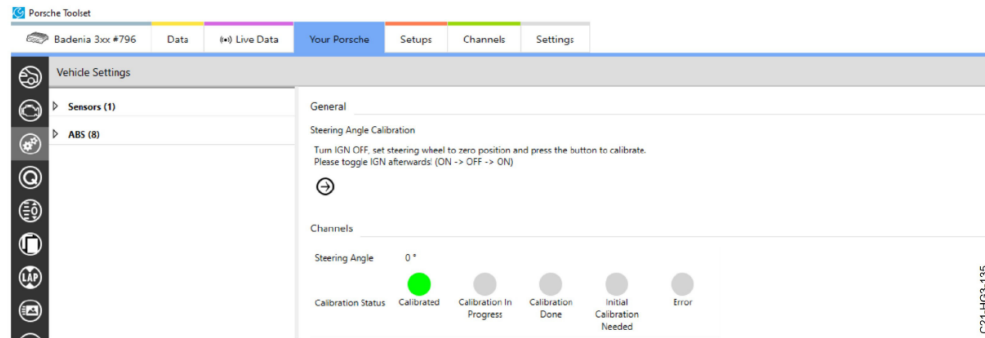 Porsche Toolset
Badenia 3xx #796
Data
Live Data
Your Porsche
Setups
Channels
Settings
Vehicle Settings
Sensors (1)
ABS (8)
General
Steering Angle Calibration
Turn IGN OFF, set steering wheel to zero position and press the button to calibrate.
Please toggle IGN afterwards! (ON -> OFF -> ON)
Channels
Steering Angle 0 °
Calibration Status
Calibrated
Calibration In
Progress
Calibration
Done
Initial
Calibration
Needed
Error
LAP
C21-HG3-135